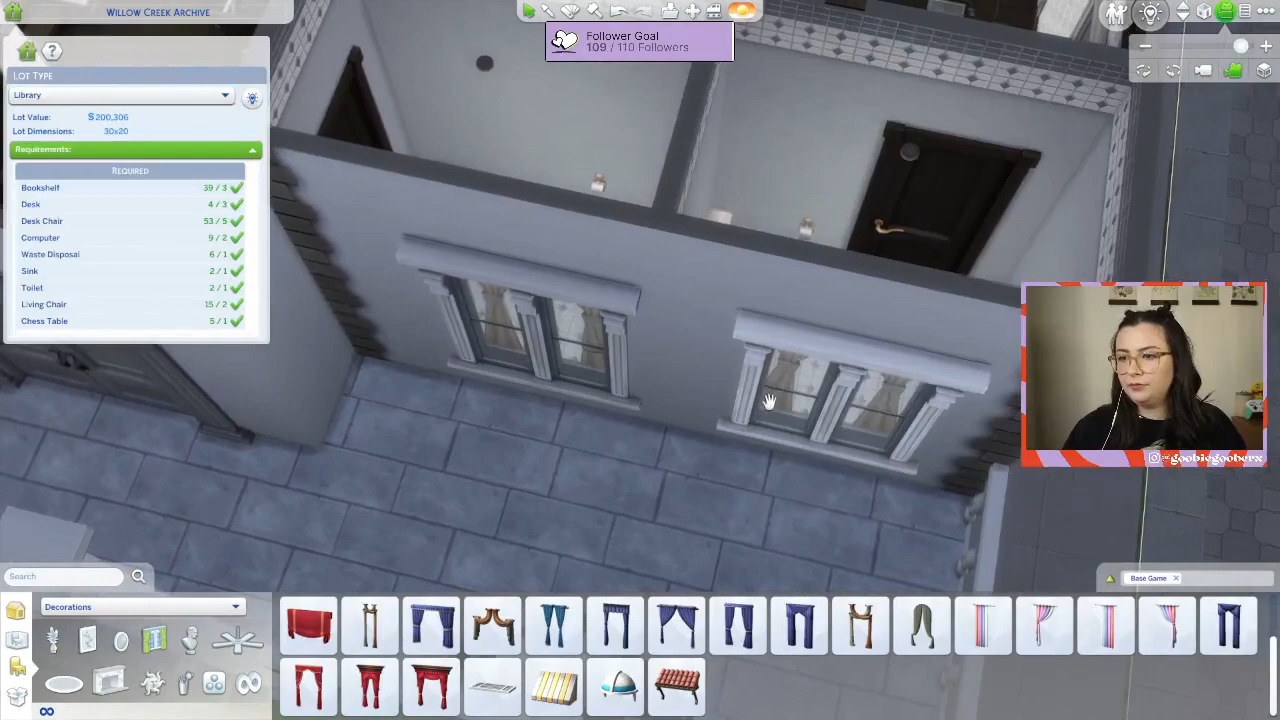 WILLOW CREEK ARCHIVE
Follower Goal
109 / 110 Followers
LOT TYPE
Library
Lot Value: $200,306
Lot Dimensions: 30x20
Requirements:
REQUIRED
Bookshelf 39 / 3
Desk 4 / 3
Desk Chair 53 / 5
Computer 9 / 2
Waste Disposal 6 / 1
Sink 2 / 1
Toilet 2 / 1
Living Chair 15 / 2
Chess Table 5 / 1
@goobiegooberx
Search
Base Game
Decorations